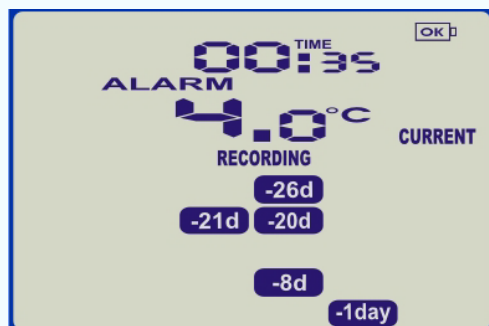 TIME OK
00:35
ALARM
4.0°C
CURRENT
RECORDING
-26d
-21d -20d
-8d
-1day